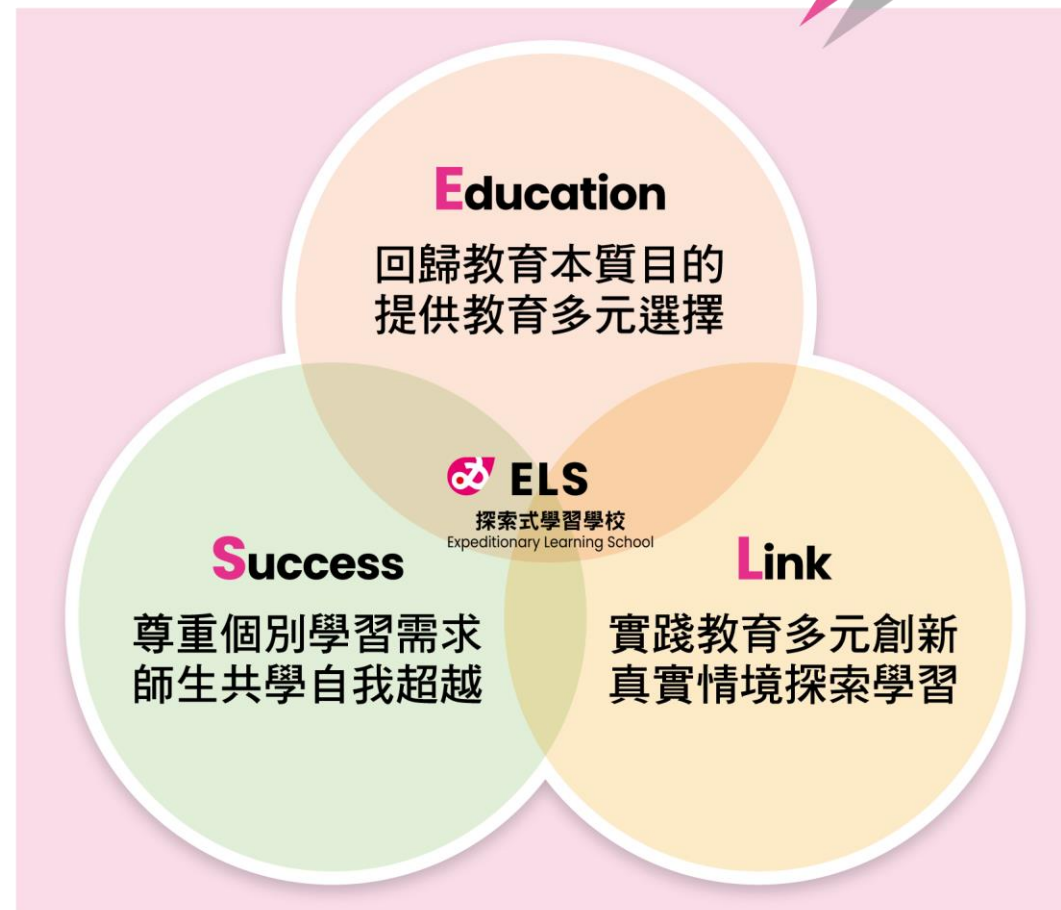 Education
回歸教育本質目的
提供教育多元選擇
ELS
探索式學習學校
Expeditionary Learning School
Success
尊重個別學習需求
師生共學自我超越
Link
實踐教育多元創新
真實情境探索學習